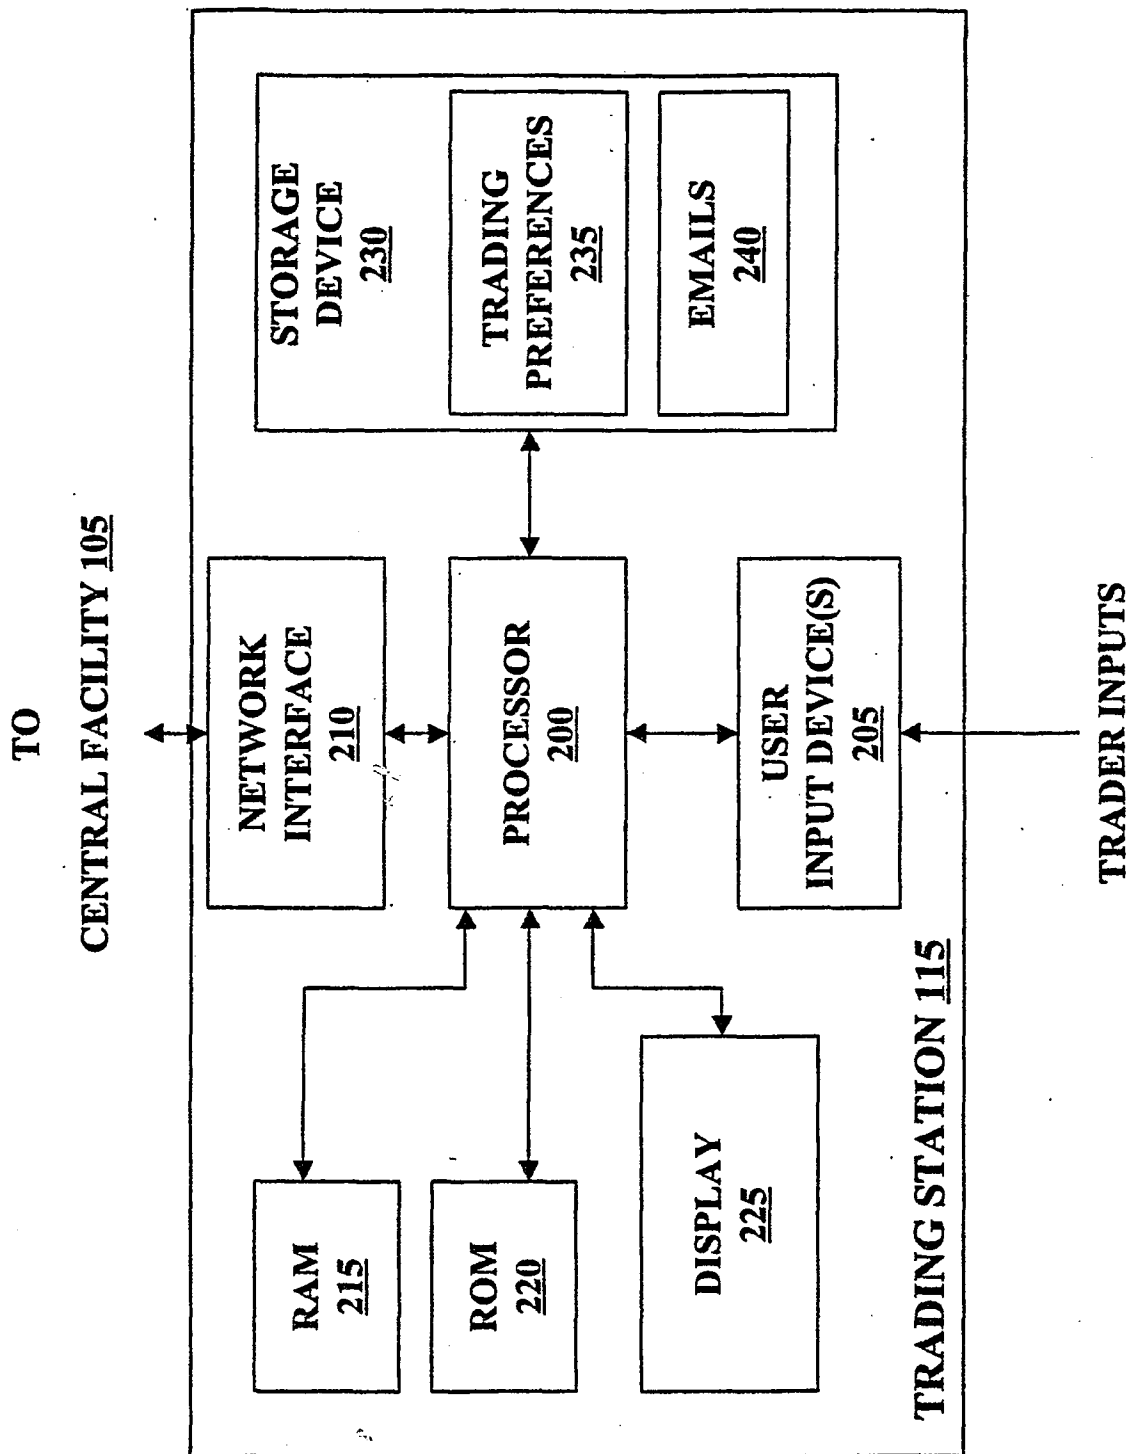 TO
CENTRAL FACILITY 105
NETWORK
INTERFACE
210
RAM
215
ROM
220
DISPLAY
225
PROCESSOR
200
STORAGE
DEVICE
230
TRADING
PREFERENCES
235
EMAILS
240
USER
INPUT DEVICE(S)
205
TRADING STATION 115
TRADER INPUTS